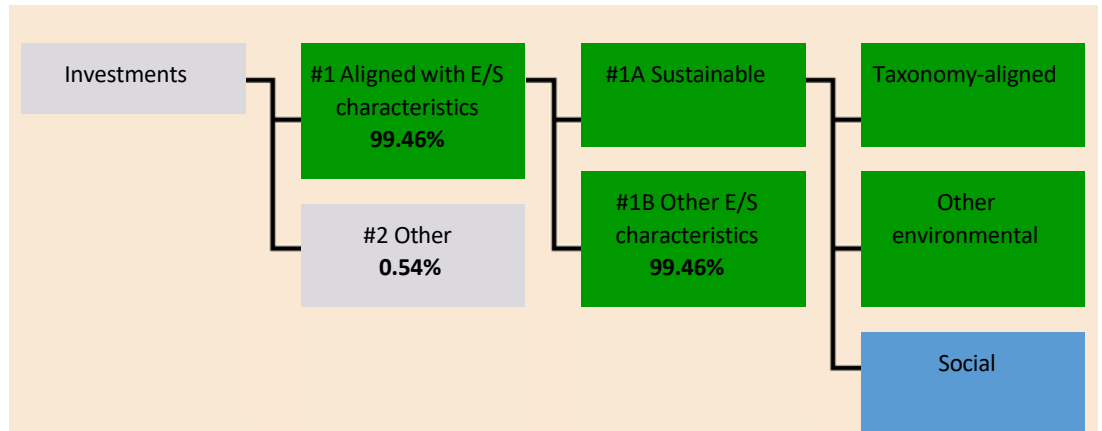 Investments
#1 Aligned with E/S
characteristics
99.46%
#2 Other
0.54%
#1A Sustainable
#1B Other E/S
characteristics
99.46%
Taxonomy-aligned
Other
environmental
Social